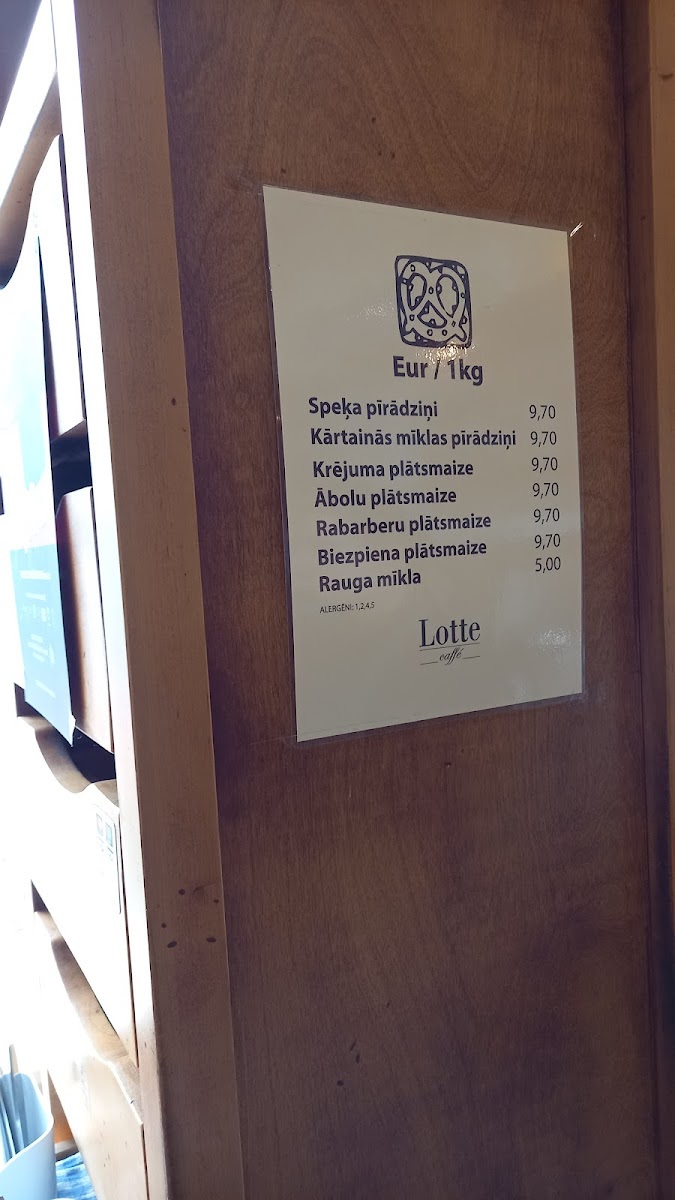 Eur / 1kg
Speķa pīrādziņi 9,70
Kārtainās mīklas pīrādziņi 9,70
Krējuma plātsmaize 9,70
Ābolu plātsmaize 9,70
Rabarberu plātsmaize 9,70
Biezpiena plātsmaize 9,70
Rauga mīkla 5,00
ALERGĒNI: 1,2,4,5
Lotte
caffé